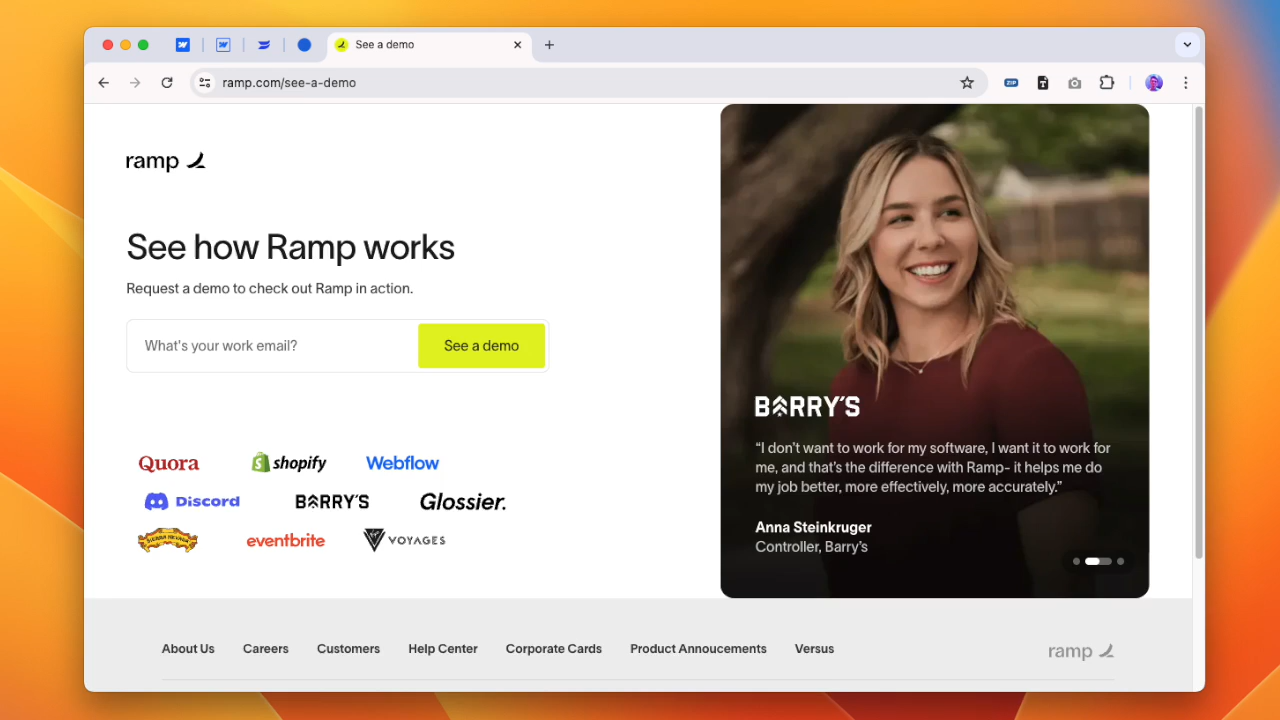 See a demo
ramp.com/see-a-demo
ZIP
ramp
See how Ramp works
Request a demo to check out Ramp in action.
What's your work email?
See a demo
Quora
shopify
Webflow
Discord
BARRY'S
Glossier.
SIERRA NEVADA
eventbrite
VOYAGES
BARRY'S
“I don’t want to work for my software, I want it to work for
me, and that’s the difference with Ramp- it helps me do
my job better, more effectively, more accurately.”
Anna Steinkruger
Controller, Barry’s
About Us
Careers
Customers
Help Center
Corporate Cards
Product Annoucements
Versus
ramp